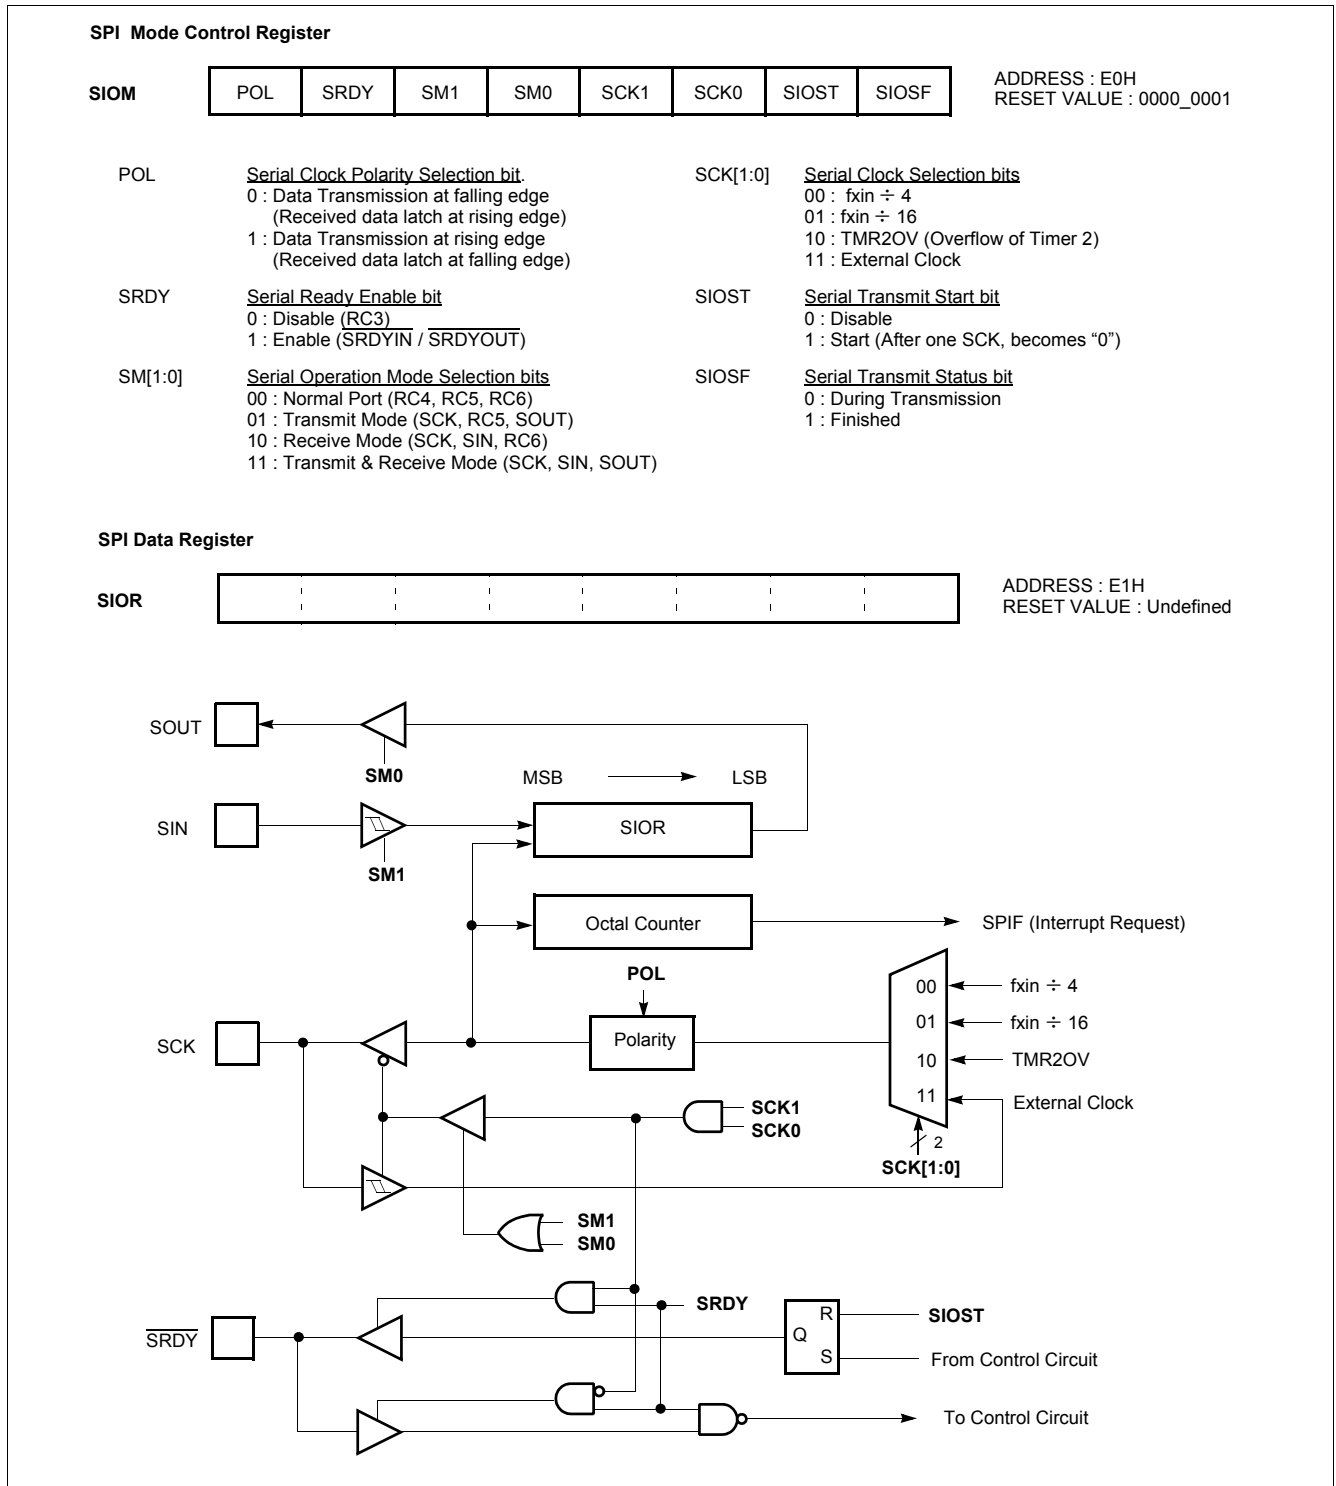 SPI Mode Control Register
SIOM POL SRDY SM1 SM0 SCK1 SCK0 SIOST SIOSF
ADDRESS : E0H
RESET VALUE : 0000_0001
POL Serial Clock Polarity Selection bit.
0 : Data Transmission at falling edge
(Received data latch at rising edge)
1 : Data Transmission at rising edge
(Received data latch at falling edge)
SRDY Serial Ready Enable bit
0 : Disable (RC3)
1 : Enable (SRDYIN / SRDYOUT)
SM[1:0] Serial Operation Mode Selection bits
00 : Normal Port (RC4, RC5, RC6)
01 : Transmit Mode (SCK, RC5, SOUT)
10 : Receive Mode (SCK, SIN, RC6)
11 : Transmit & Receive Mode (SCK, SIN, SOUT)
SCK[1:0] Serial Clock Selection bits
00 : fxin ÷ 4
01 : fxin ÷ 16
10 : TMR2OV (Overflow of Timer 2)
11 : External Clock
SIOST Serial Transmit Start bit
0 : Disable
1 : Start (After one SCK, becomes “0”)
SIOSF Serial Transmit Status bit
0 : During Transmission
1 : Finished
SPI Data Register
SIOR
ADDRESS : E1H
RESET VALUE : Undefined
SOUT
SM0
MSB LSB
SIN
SIOR
SM1
Octal Counter
SPIF (Interrupt Request)
POL
00 fxin ÷ 4
01 fxin ÷ 16
SCK
Polarity
10 TMR2OV
11 External Clock
SCK1
SCK0
2
SCK[1:0]
SM1
SM0
SRDY
SRDY
R SIOST
Q
S From Control Circuit
To Control Circuit